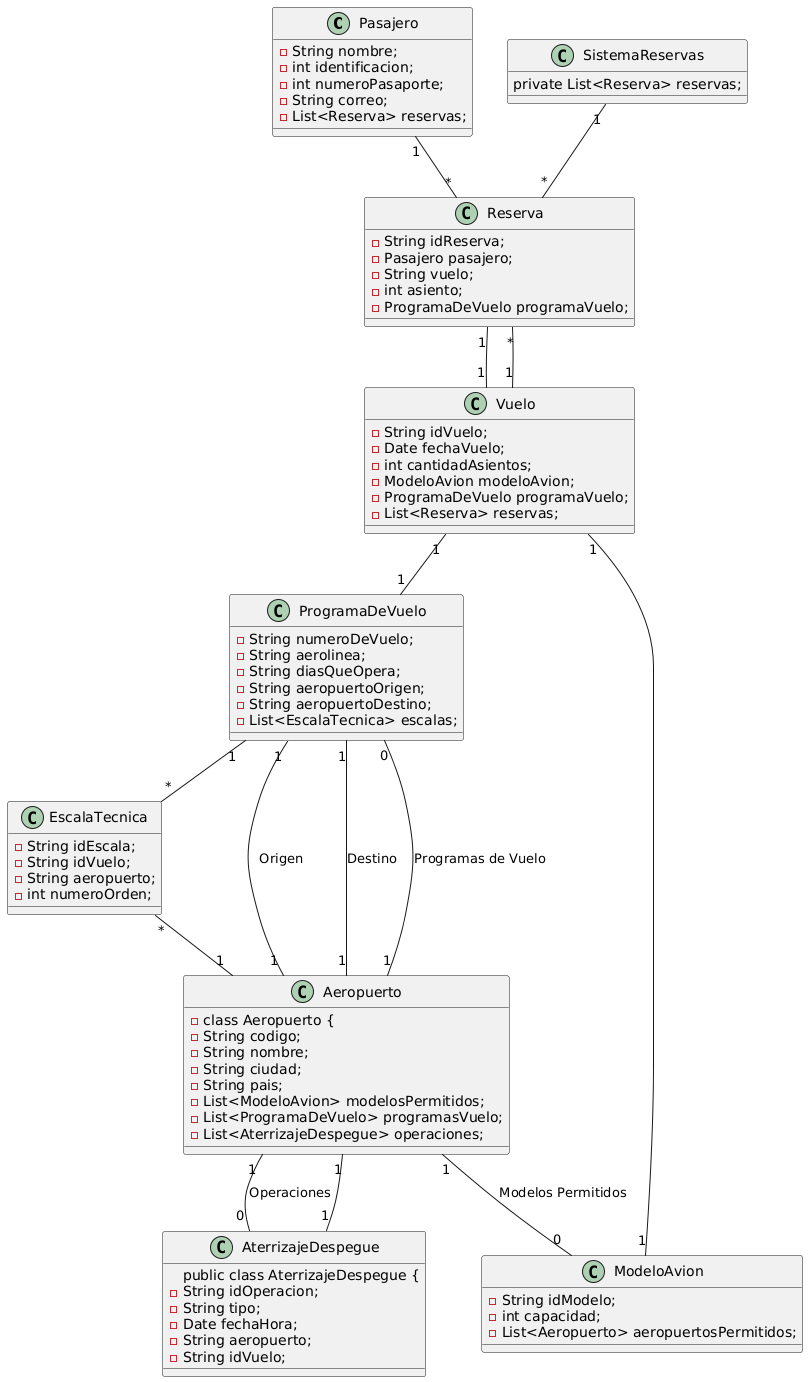 C Pasajero
String nombre;
int identificacion;
int numeroPasaporte;
String correo;
List<Reserva> reservas;
C SistemaReservas
private List<Reserva> reservas;
1
1
*
*
C Reserva
String idReserva;
Pasajero pasajero;
String vuelo;
int asiento;
ProgramaDeVuelo programaVuelo;
1
*
1
1
C Vuelo
String idVuelo;
Date fechaVuelo;
int cantidadAsientos;
ModeloAvion modeloAvion;
ProgramaDeVuelo programaVuelo;
List<Reserva> reservas;
1
1
1
C ProgramaDeVuelo
String numeroDeVuelo;
String aerolinea;
String diasQueOpera;
String aeropuertoOrigen;
String aeropuertoDestino;
List<EscalaTecnica> escalas;
1
1
1
0
*
C EscalaTecnica
String idEscala;
String idVuelo;
String aeropuerto;
int numeroOrden;
Origen
Destino
Programas de Vuelo
*
1
1
1
1
C Aeropuerto
class Aeropuerto {
String codigo;
String nombre;
String ciudad;
String pais;
List<ModeloAvion> modelosPermitidos;
List<ProgramaDeVuelo> programasVuelo;
List<AterrizajeDespegue> operaciones;
1
1
1
Operaciones
Modelos Permitidos
0
1
0
1
C AterrizajeDespegue
public class AterrizajeDespegue {
String idOperacion;
String tipo;
Date fechaHora;
String aeropuerto;
String idVuelo;
C ModeloAvion
String idModelo;
int capacidad;
List<Aeropuerto> aeropuertosPermitidos;